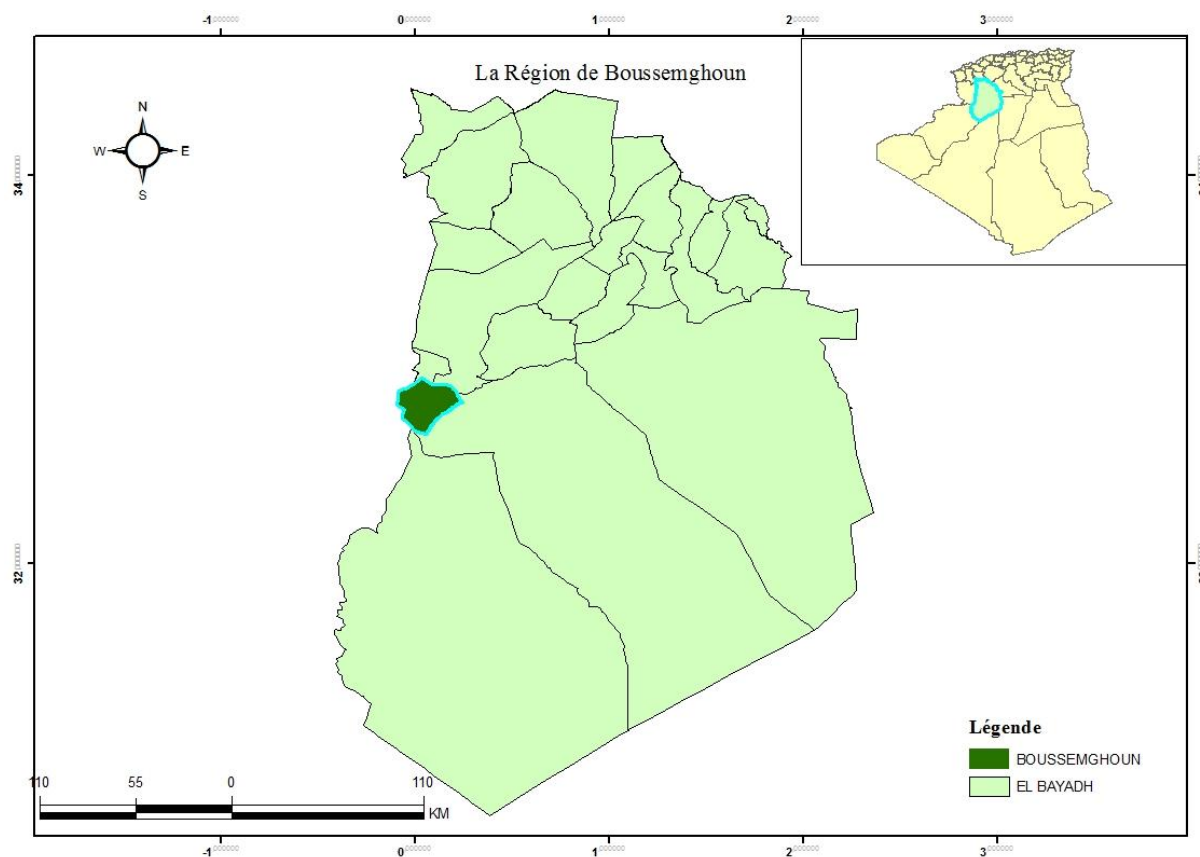 -1 0 1 2 3
La Région de Boussemghoun
N
W E
S
34
32
Légende
BOUSSEMGHOUN
EL BAYADH
110 55 0 110
KM
-1 0 1 2 3